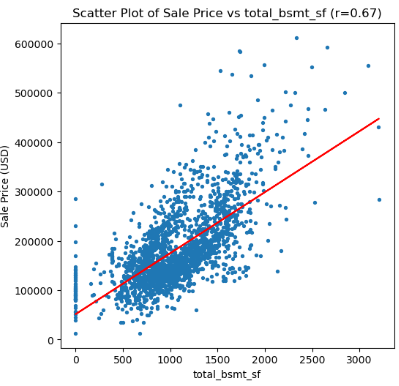 Scatter Plot of Sale Price vs total_bsmt_sf (r=0.67)
Sale Price (USD)
600000
500000
400000
300000
200000
100000
0
0 500 1000 1500 2000 2500 3000
total_bsmt_sf